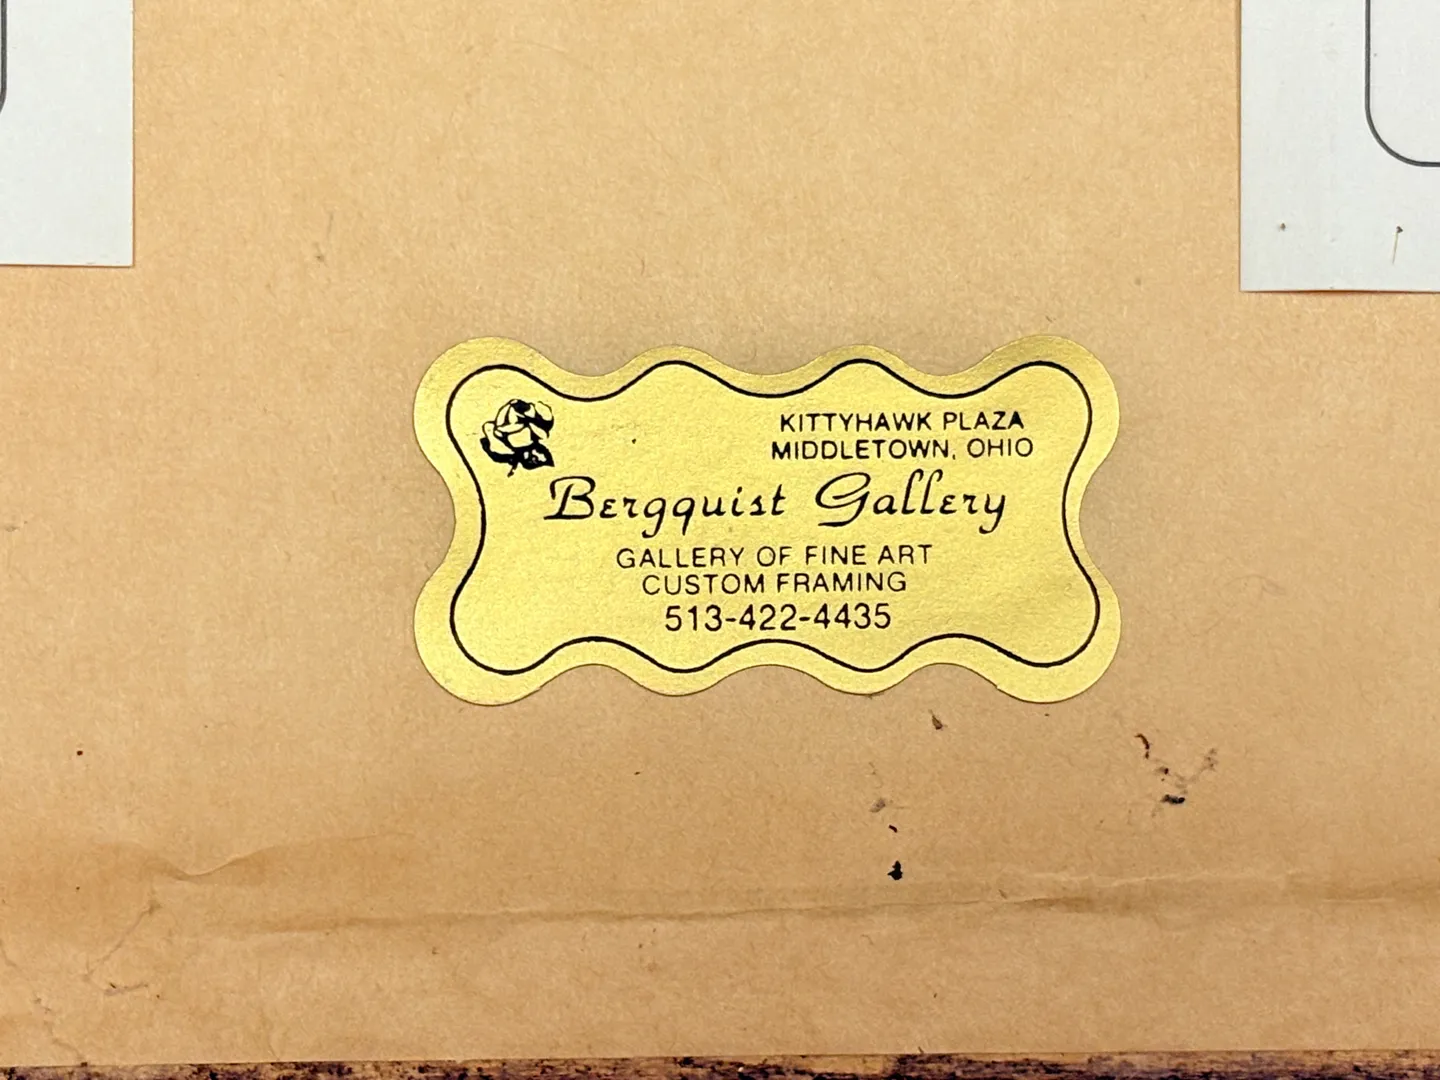 KITTYHAWK PLAZA
MIDDLETOWN, OHIO
Bergquist Gallery
GALLERY OF FINE ART
CUSTOM FRAMING
513-422-4435